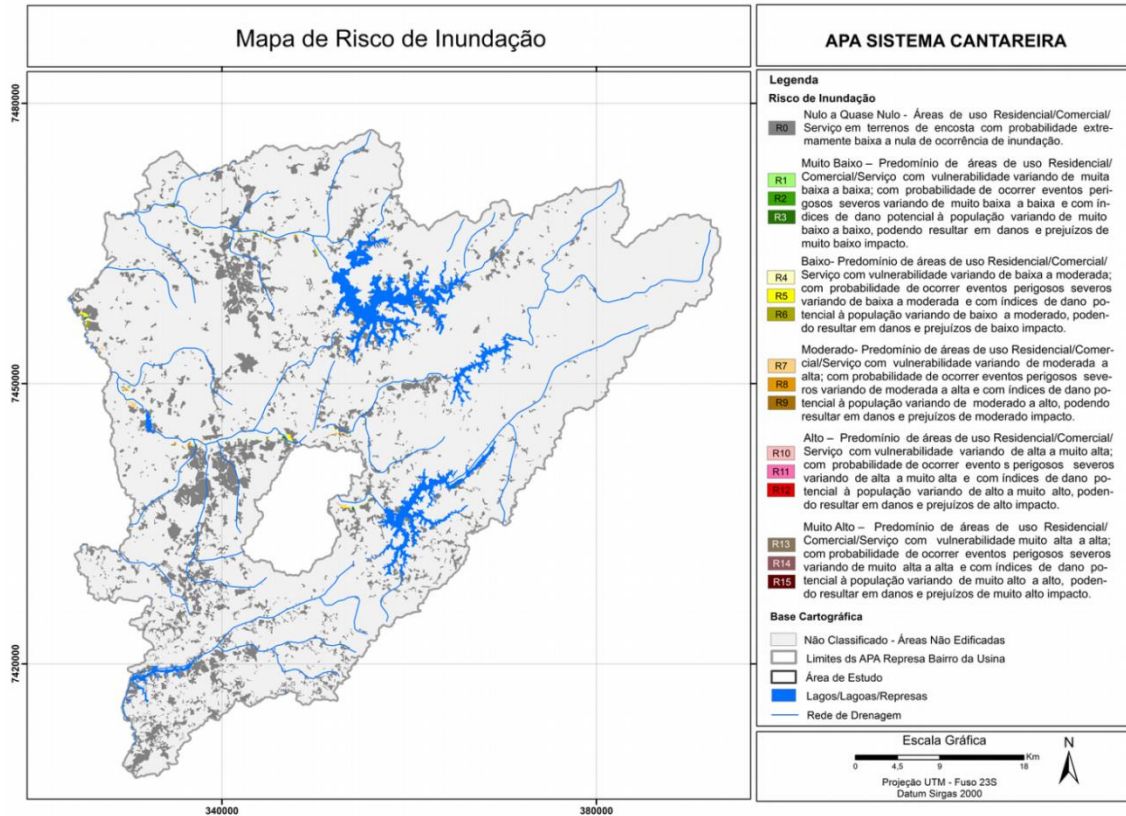 Mapa de Risco de Inundação
APA SISTEMA CANTAREIRA
7480000
7450000
7420000
340000
380000
Legenda
Risco de Inundação
R0
Nulo a Quase Nulo - Áreas de uso Residencial/Comercial/
Serviço em terrenos de encosta com probabilidade extre-
mamente baixa a nula de ocorrência de inundação.
R1
R2
R3
Muito Baixo – Predomínio de áreas de uso Residencial/
Comercial/Serviço com vulnerabilidade variando de muita
baixa a baixa; com probabilidade de ocorrer eventos peri-
gosos severos variando de muito baixa a baixa e com ín-
dices de dano potencial à população variando de muito
baixo a baixo, podendo resultar em danos e prejuízos de
muito baixo impacto.
R4
R5
R6
Baixo- Predomínio de áreas de uso Residencial/Comercial/
Serviço com vulnerabilidade variando de baixa a moderada;
com probabilidade de ocorrer eventos perigosos severos
variando de baixa a moderada e com índices de dano po-
tencial à população variando de baixo a moderado, poden-
do resultar em danos e prejuízos de baixo impacto.
R7
R8
R9
Moderado- Predomínio de áreas de uso Residencial/Comer-
cial/Serviço com vulnerabilidade variando de moderada a
alta; com probabilidade de ocorrer eventos perigosos seve-
ros variando de moderada a alta e com índices de dano po-
tencial à população variando de moderado a alto, podendo
resultar em danos e prejuízos de moderado impacto.
R10
R11
R12
Alto – Predomínio de áreas de uso Residencial/Comercial/
Serviço com vulnerabilidade variando de alta a muito alta;
com probabilidade de ocorrer evento s perigosos severos
variando de alta a muito alta e com índices de dano po-
tencial à população variando de alto a muito alto, poden-
do resultar em danos e prejuízos de alto impacto.
R13
R14
R15
Muito Alto – Predomínio de áreas de uso Residencial/
Comercial/Serviço com vulnerabilidade muito alta a alta;
com probabilidade de ocorrer eventos perigosos severos
variando de muito alta a alta e com índices de dano po-
tencial à população variando de muito alto a alto, poden-
do resultar em danos e prejuízos de muito alto impacto.
Base Cartográfica
Não Classificado - Áreas Não Edificadas
Limites ds APA Represa Bairro da Usina
Área de Estudo
Lagos/Lagoas/Represas
Rede de Drenagem
Escala Gráfica
N
Km
0 4,5 9 18
Projeção UTM - Fuso 23S
Datum Sirgas 2000